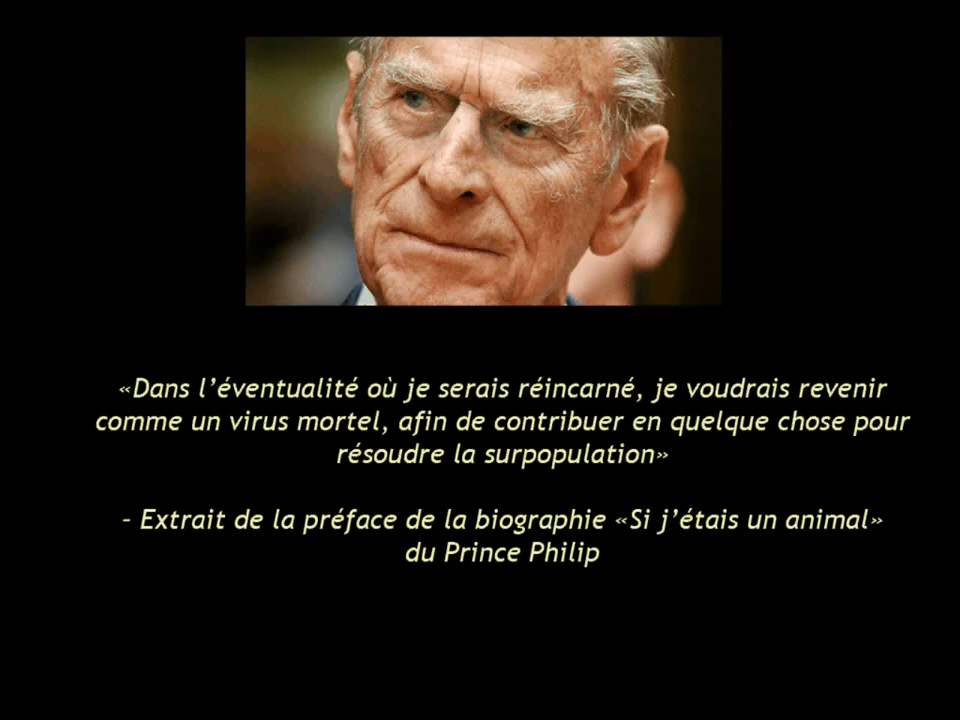 «Dans l’éventualité où je serais réincarné, je voudrais revenir
comme un virus mortel, afin de contribuer en quelque chose pour
résoudre la surpopulation»
– Extrait de la préface de la biographie «Si j’étais un animal»
du Prince Philip